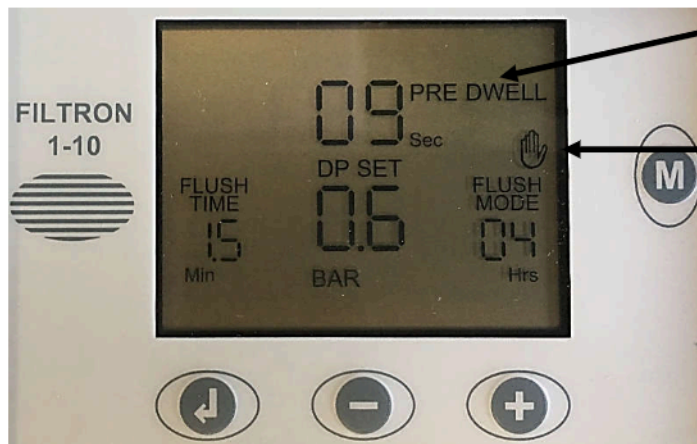 FILTRON
1-10
09 PRE DWELL
Sec
DP SET
FLUSH
TIME
1.5
Min
0.6
BAR
FLUSH
MODE
04
Hrs
M
- +